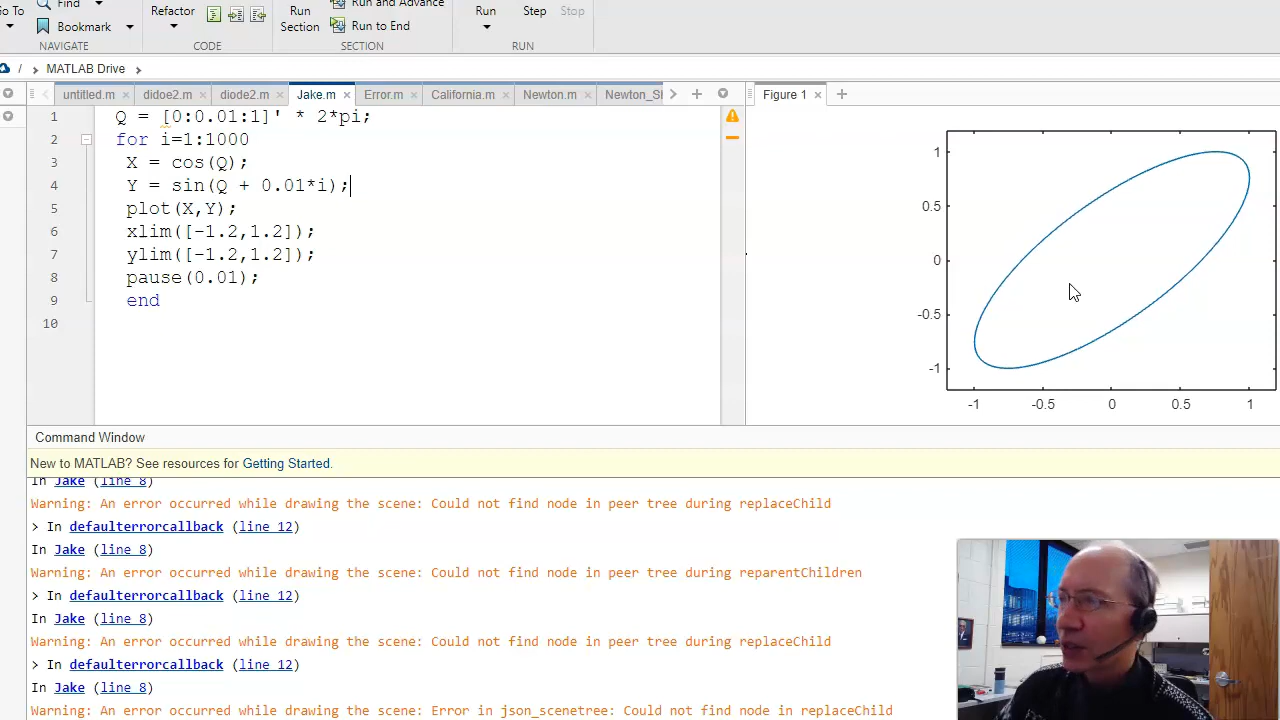 Go To
Find
Bookmark
NAVIGATE
Refactor
CODE
Run Section
Run and Advance
Run to End
SECTION
Run
Step
Stop
RUN
/ MATLAB Drive
untitled.m
didoe2.m
diode2.m
Jake.m
Error.m
California.m
Newton.m
Figure 1
1 Q = [0:0.01:1]' * 2*pi;
2 for i=1:1000
3 X = cos(Q);
4 Y = sin(Q + 0.01*i);
5 plot(X,Y);
6 xlim([-1.2,1.2]);
7 ylim([-1.2,1.2]);
8 pause(0.01);
9 end
10
1
0.5
0
-0.5
-1
-1 -0.5 0 0.5 1
Command Window
New to MATLAB? See resources for Getting Started.
In Jake (line 8)
Warning: An error occurred while drawing the scene: Could not find node in peer tree during replaceChild
> In defaulterrorcallback (line 12)
In Jake (line 8)
Warning: An error occurred while drawing the scene: Could not find node in peer tree during reparentChildren
> In defaulterrorcallback (line 12)
In Jake (line 8)
Warning: An error occurred while drawing the scene: Could not find node in peer tree during replaceChild
> In defaulterrorcallback (line 12)
In Jake (line 8)
Warning: An error occurred while drawing the scene: Error in json_scenetree: Could not find node in replaceChild